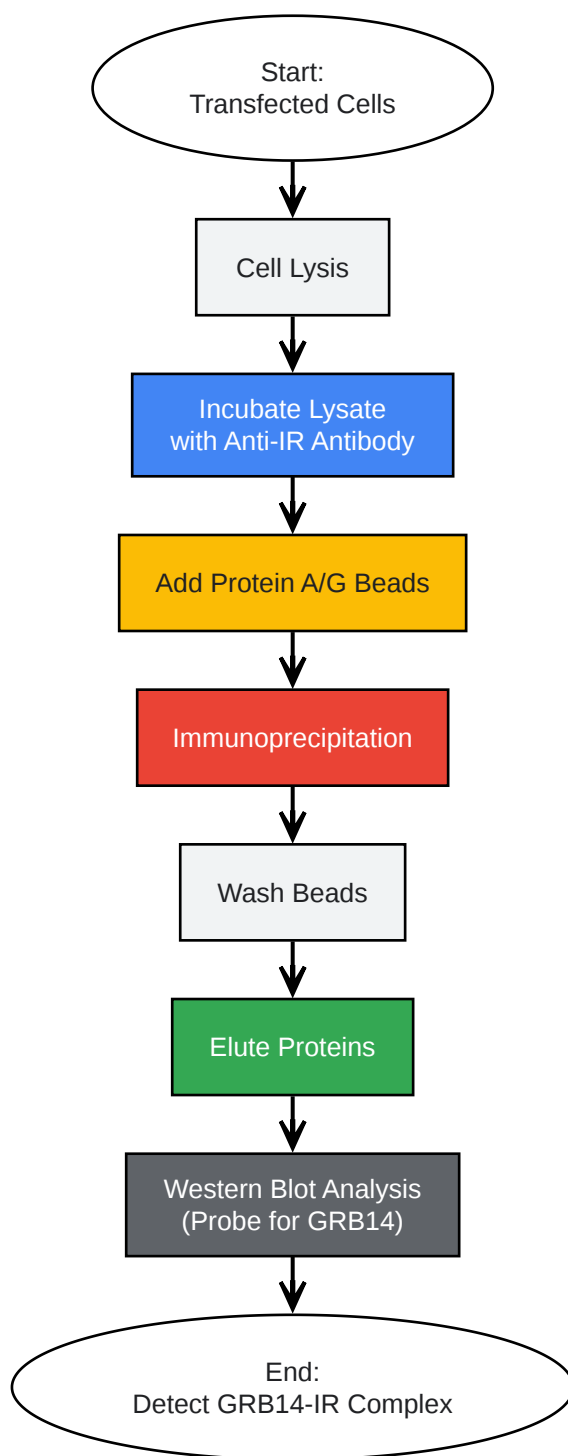 Start:
Transfected Cells
Cell Lysis
Incubate Lysate
with Anti-IR Antibody
Add Protein A/G Beads
Immunoprecipitation
Wash Beads
Elute Proteins
Western Blot Analysis
(Probe for GRB14)
End:
Detect GRB14-IR Complex